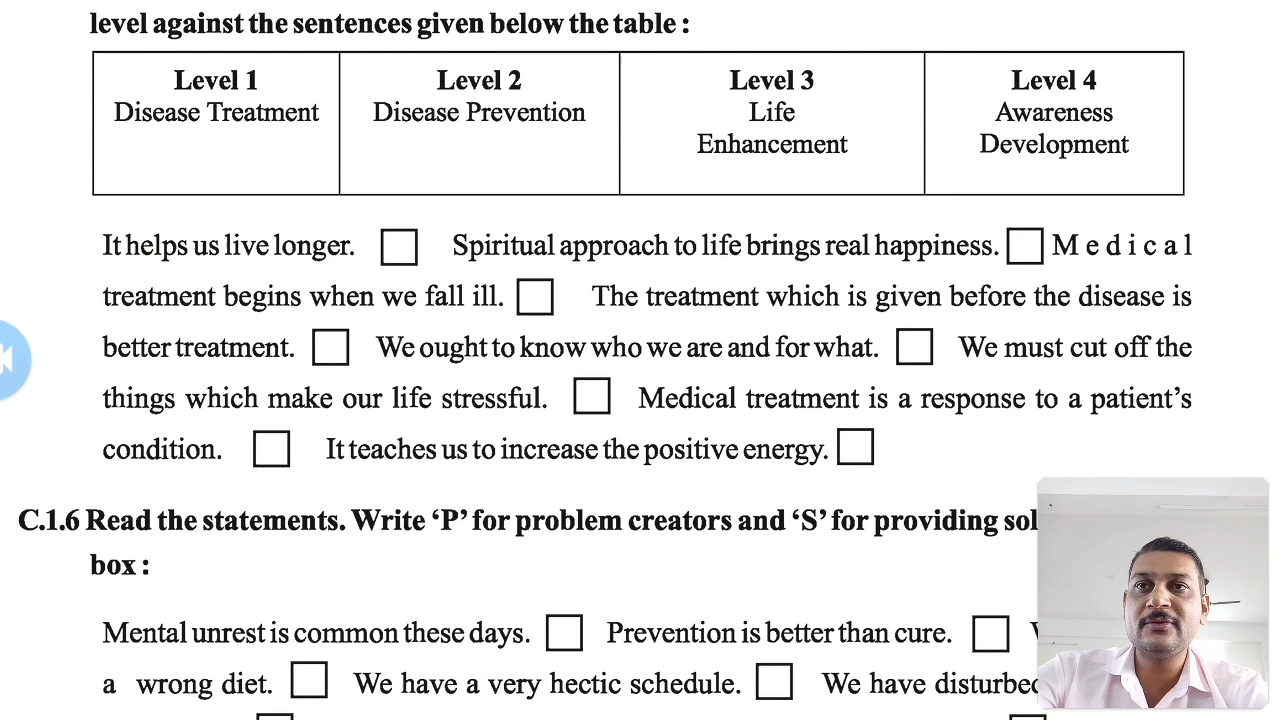 level against the sentences given below the table :
Level 1 Level 2 Level 3 Level 4
Disease Treatment Disease Prevention Life Awareness
Enhancement Development
It helps us live longer. Spiritual approach to life brings real happiness. Medical
treatment begins when we fall ill. The treatment which is given before the disease is
better treatment. We ought to know who we are and for what. We must cut off the
things which make our life stressful. Medical treatment is a response to a patient’s
condition. It teaches us to increase the positive energy.
C.1.6 Read the statements. Write ‘P’ for problem creators and ‘S’ for providing
box :
Mental unrest is common these days. Prevention is better than cure.
a wrong diet. We have a very hectic schedule. We have